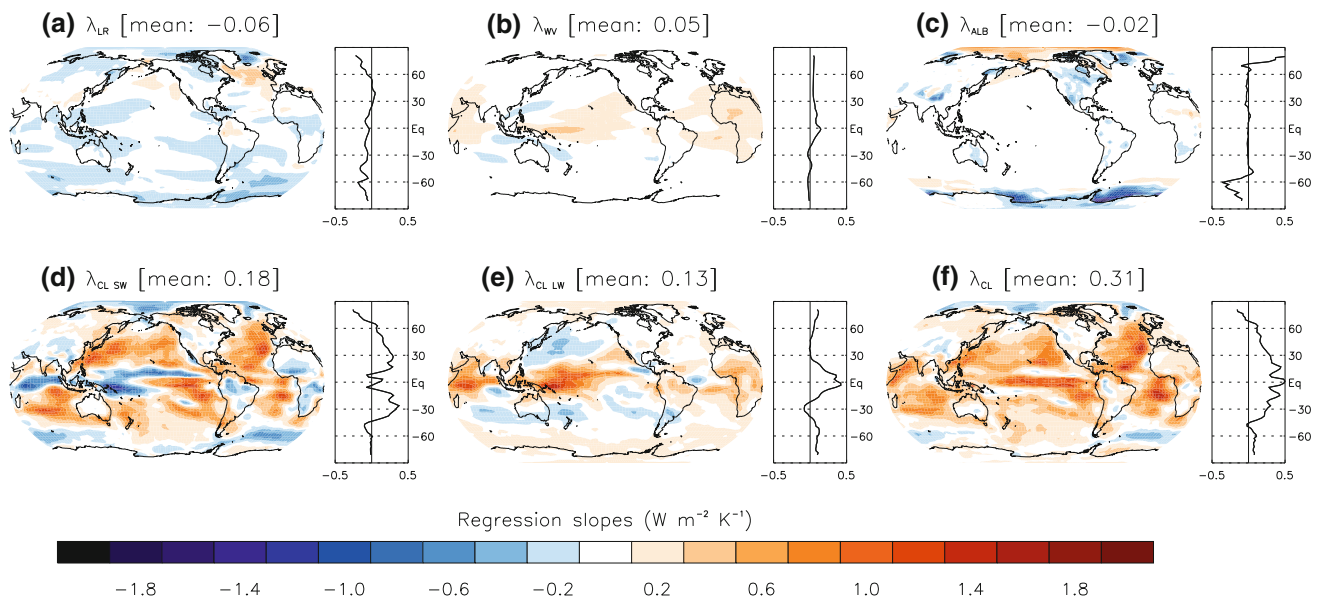 (a) λLR [mean: −0.06]
60
30
Eq
−30
−60
−0.5 0.5
(b) λWV [mean: 0.05]
60
30
Eq
−30
−60
−0.5 0.5
(c) λALB [mean: −0.02]
60
30
Eq
−30
−60
−0.5 0.5
(d) λCL SW [mean: 0.18]
60
30
Eq
−30
−60
−0.5 0.5
(e) λCL LW [mean: 0.13]
60
30
Eq
−30
−60
−0.5 0.5
(f) λCL [mean: 0.31]
60
30
Eq
−30
−60
−0.5 0.5
Regression slopes (W m⁻² K⁻¹)
−1.8 −1.4 −1.0 −0.6 −0.2 0.2 0.6 1.0 1.4 1.8